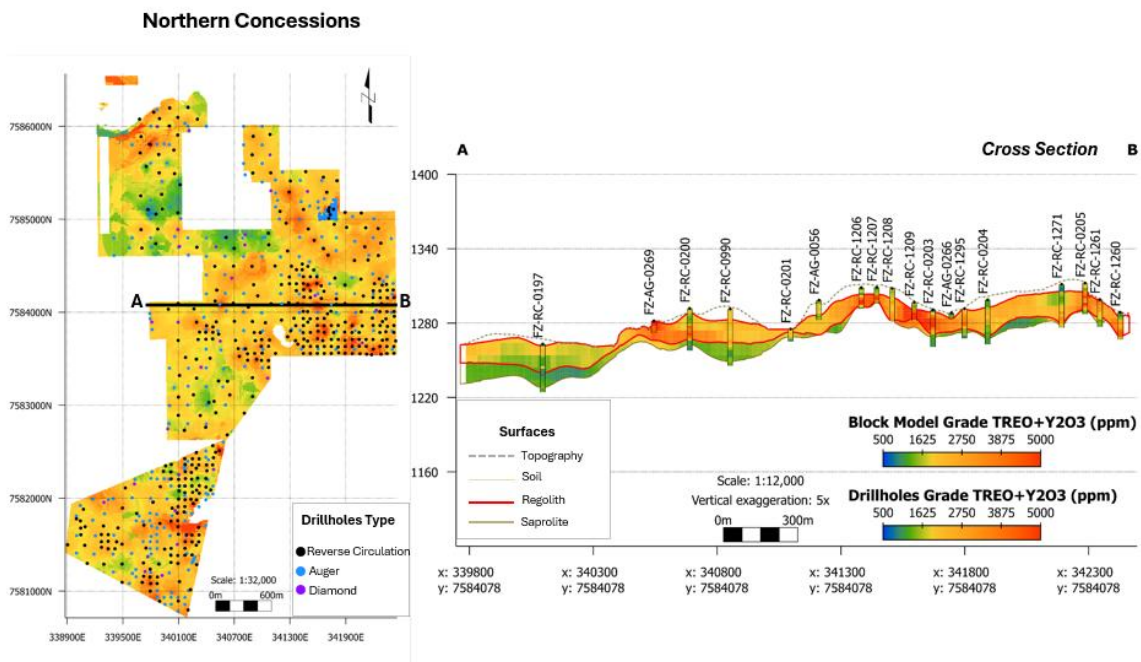 Northern Concessions
7586000N
7585000N
7584000N
7583000N
7582000N
7581000N
338900E
339500E
340100E
340700E
341300E
341900E
A
B
N
Drillholes Type
Reverse Circulation
Auger
Diamond
Scale: 1:32,000
0m 600m
A
Cross Section
B
1400
1340
1280
1220
1160
FZ-RC-0197
FZ-AG-0269
FZ-RC-0200
FZ-RC-0990
FZ-RC-0201
FZ-AG-0056
FZ-RC-1206
FZ-RC-1207
FZ-RC-1208
FZ-RC-1209
FZ-RC-0203
FZ-AG-0266
FZ-RC-1295
FZ-RC-0204
FZ-RC-1271
FZ-RC-0205
FZ-RC-1261
FZ-RC-1260
Surfaces
Topography
Soil
Regolith
Saprolite
Scale: 1:12,000
Vertical exaggeration: 5x
0m 300m
Block Model Grade TREO+Y2O3 (ppm)
500 1625 2750 3875 5000
Drillholes Grade TREO+Y2O3 (ppm)
500 1625 2750 3875 5000
x: 339800 x: 340300 x: 340800 x: 341300 x: 341800 x: 342300
y: 7584078 y: 7584078 y: 7584078 y: 7584078 y: 7584078 y: 7584078